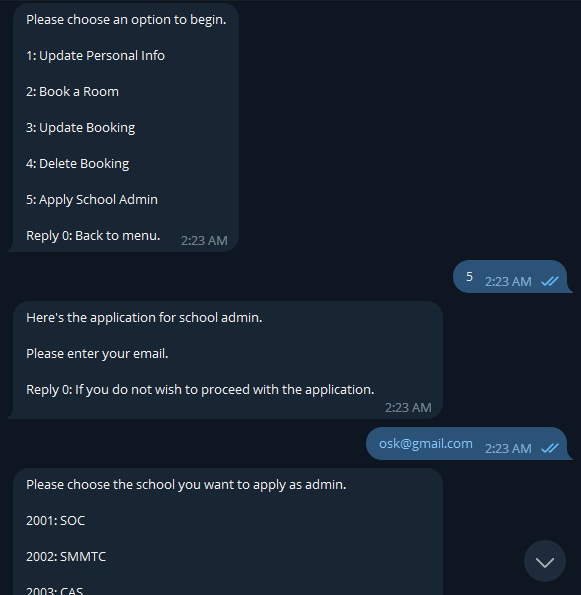 Please choose an option to begin.
1: Update Personal Info
2: Book a Room
3: Update Booking
4: Delete Booking
5: Apply School Admin
Reply 0: Back to menu.
2:23 AM
5
2:23 AM
Here's the application for school admin.
Please enter your email.
Reply 0: If you do not wish to proceed with the application.
2:23 AM
osk@gmail.com
2:23 AM
Please choose the school you want to apply as admin.
2001: SOC
2002: SMMTC
2003: CAS